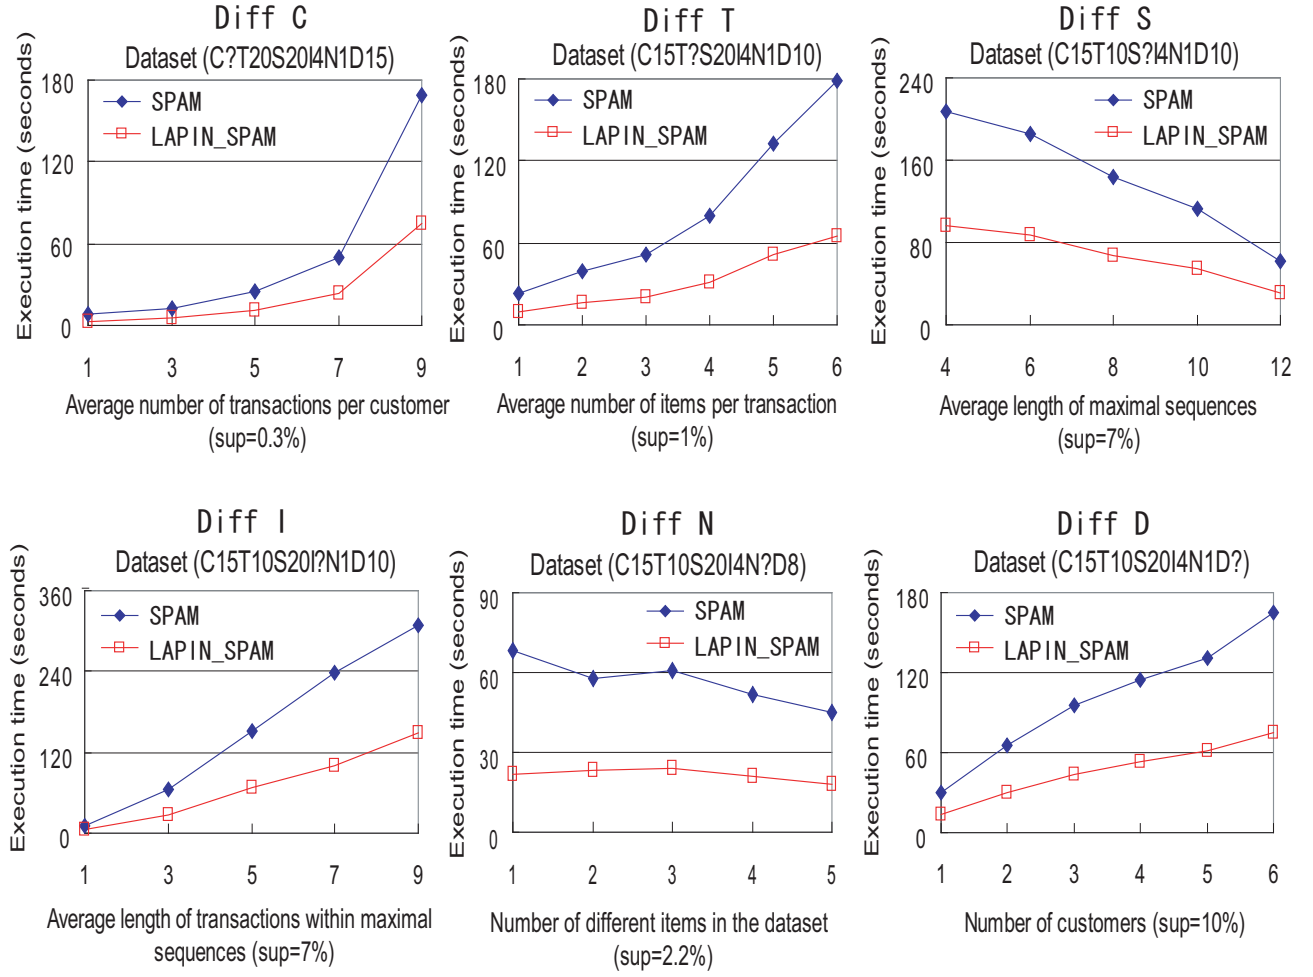 Diff C
Dataset (C?T20S20I4N1D15)
Execution time (seconds)
180
120
60
0
SPAM
LAPIN_SPAM
1 3 5 7 9
Average number of transactions per customer
(sup=0.3%)
Diff T
Dataset (C15T?S20I4N1D10)
Execution time (seconds)
180
120
60
0
SPAM
LAPIN_SPAM
1 2 3 4 5 6
Average number of items per transaction
(sup=1%)
Diff S
Dataset (C15T10S?I4N1D10)
Execution time (seconds)
240
160
80
0
SPAM
LAPIN_SPAM
4 6 8 10 12
Average length of maximal sequences
(sup=7%)
Diff I
Dataset (C15T10S20I?N1D10)
Execution time (seconds)
360
240
120
0
SPAM
LAPIN_SPAM
1 3 5 7 9
Average length of transactions within maximal
sequences (sup=7%)
Diff N
Dataset (C15T10S20I4N?D8)
Execution time (seconds)
90
60
30
0
SPAM
LAPIN_SPAM
1 2 3 4 5
Number of different items in the dataset
(sup=2.2%)
Diff D
Dataset (C15T10S20I4N1D?)
Execution time (seconds)
180
120
60
0
SPAM
LAPIN_SPAM
1 2 3 4 5 6
Number of customers (sup=10%)